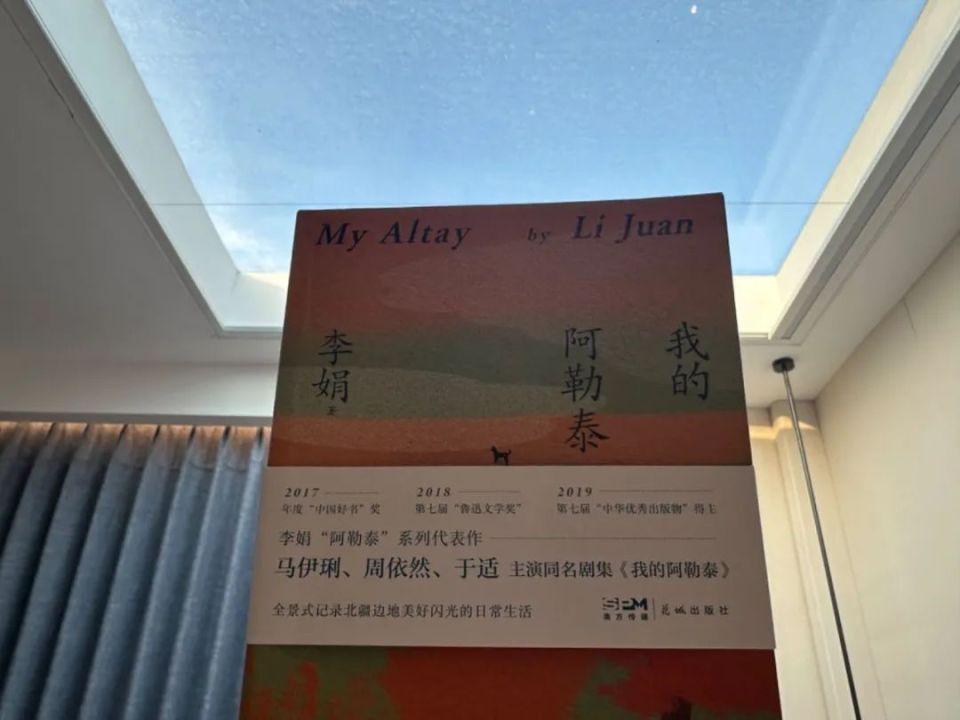 My Altay by Li Juan
我的
阿勒泰
李娟 著
2017 2018 2019
年度“中国好书”奖 第七届“鲁迅文学奖” 第七届“中华优秀出版物”得主
李娟“阿勒泰”系列代表作
马伊琍、周依然、于适 主演同名剧集《我的阿勒泰》
全景式记录北疆边地美好闪光的日常生活 SPM 南方传媒 花城出版社